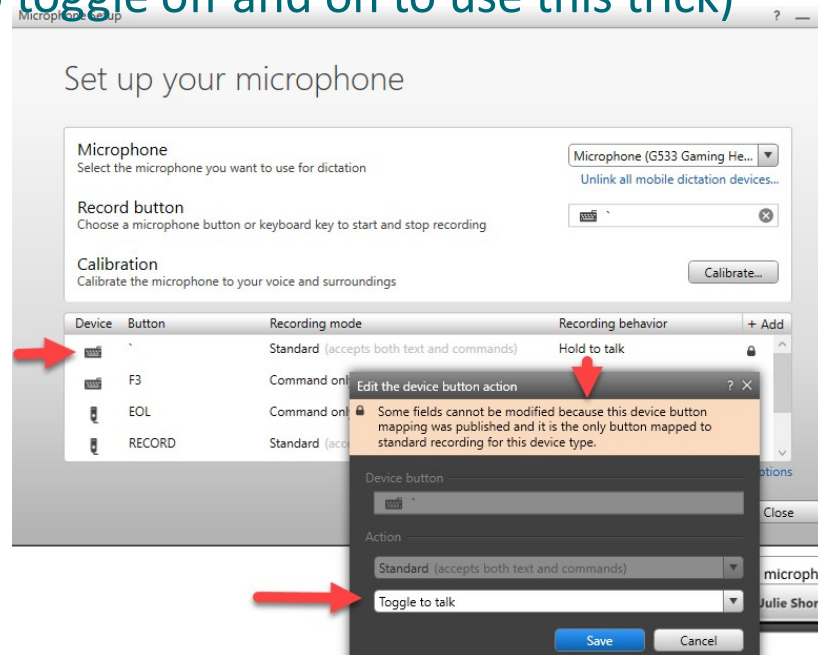 toggle off and on to use this trick)
Microphone Setup
?
Set up your microphone
Microphone
Select the microphone you want to use for dictation
Microphone (G533 Gaming He...
Unlink all mobile dictation devices...
Record button
Choose a microphone button or keyboard key to start and stop recording
`
Calibration
Calibrate the microphone to your voice and surroundings
Calibrate...
Device Button Recording mode Recording behavior + Add
` Standard (accepts both text and commands) Hold to talk
F3 Command only
EOL Command only
RECORD Standard (acce
Edit the device button action ?
Some fields cannot be modified because this device button
mapping was published and it is the only button mapped to
standard recording for this device type.
Device button
`
Action
Standard (accepts both text and commands)
Toggle to talk
Save Cancel
ptions
Close
microph
Julie Shor